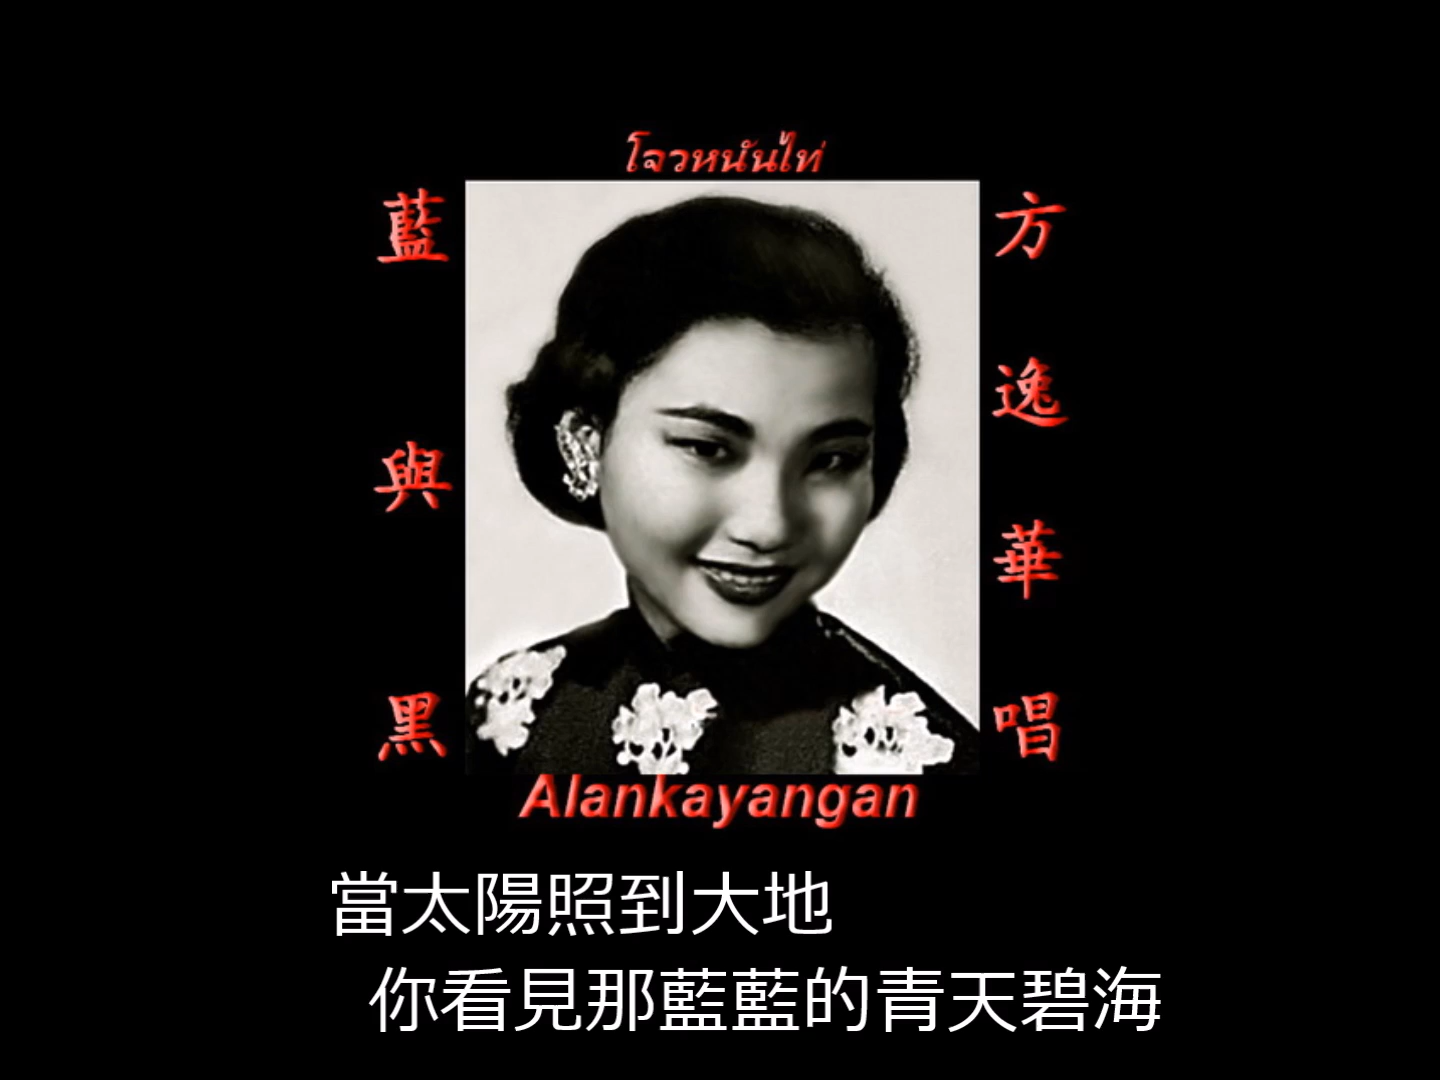 โจวหนันไท่
藍與黑
方逸華唱
Alankayangan
當太陽照到大地
你看見那藍藍的青天碧海